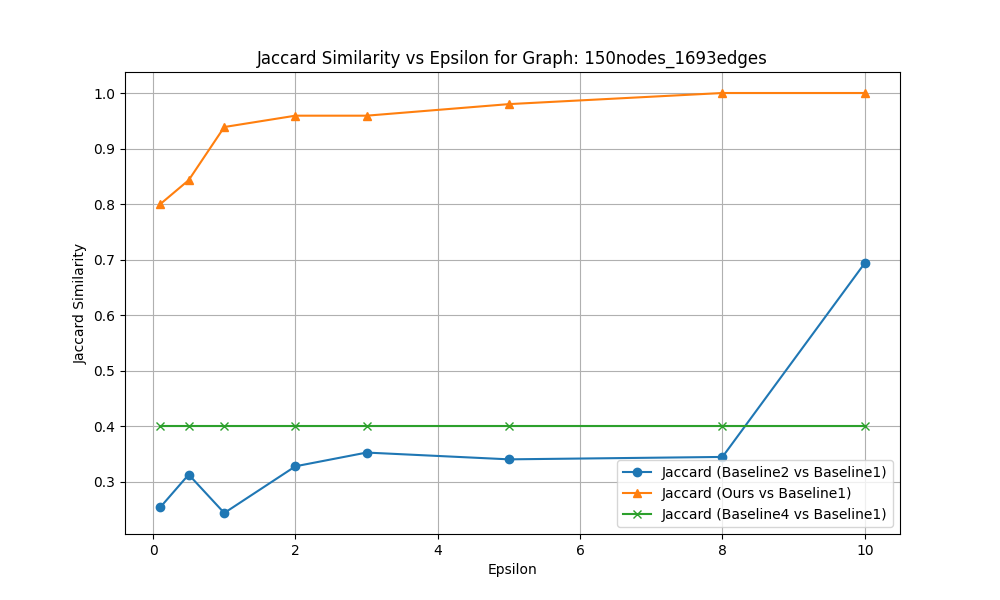 Jaccard Similarity vs Epsilon for Graph: 150nodes_1693edges
Jaccard Similarity
1.0
0.9
0.8
0.7
0.6
0.5
0.4
0.3
Jaccard (Baseline2 vs Baseline1)
Jaccard (Ours vs Baseline1)
Jaccard (Baseline4 vs Baseline1)
0 2 4 6 8 10
Epsilon